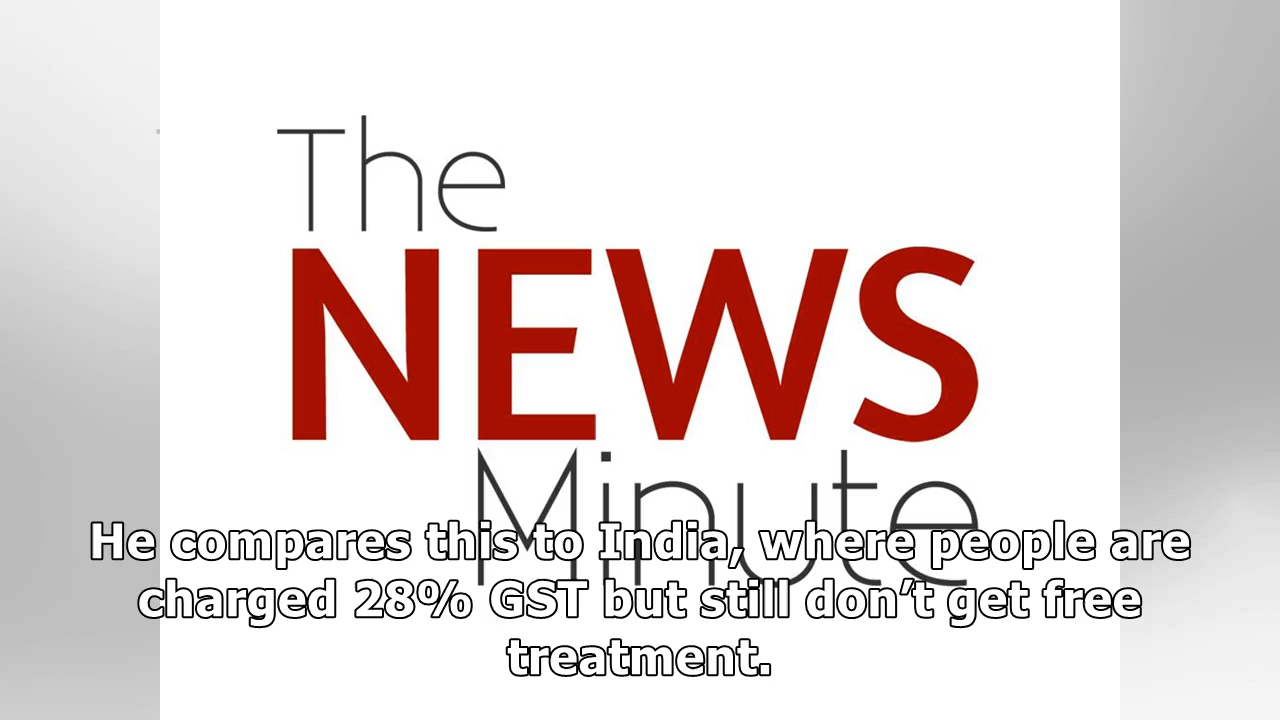 The
NEWS
Minute
He compares this to India, where people are
charged 28% GST but still don’t get free
treatment.